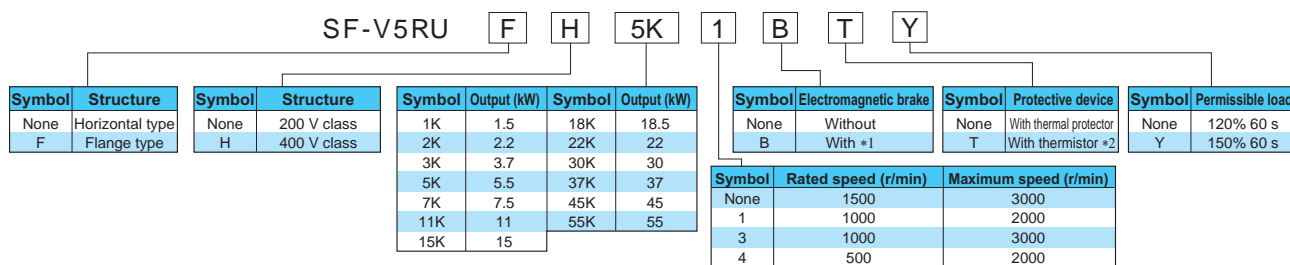 SF-V5RU F H 5K 1 B T Y
Symbol Structure
None Horizontal type
F Flange type
Symbol Structure
None 200 V class
H 400 V class
Symbol Output (kW) Symbol Output (kW)
1K 1.5 18K 18.5
2K 2.2 22K 22
3K 3.7 30K 30
5K 5.5 37K 37
7K 7.5 45K 45
11K 11 55K 55
15K 15
Symbol Electromagnetic brake
None Without
B With *1
Symbol Protective device
None With thermal protector
T With thermistor *2
Symbol Permissible load
None 120% 60 s
Y 150% 60 s
Symbol Rated speed (r/min) Maximum speed (r/min)
None 1500 3000
1 1000 2000
3 1000 3000
4 500 2000